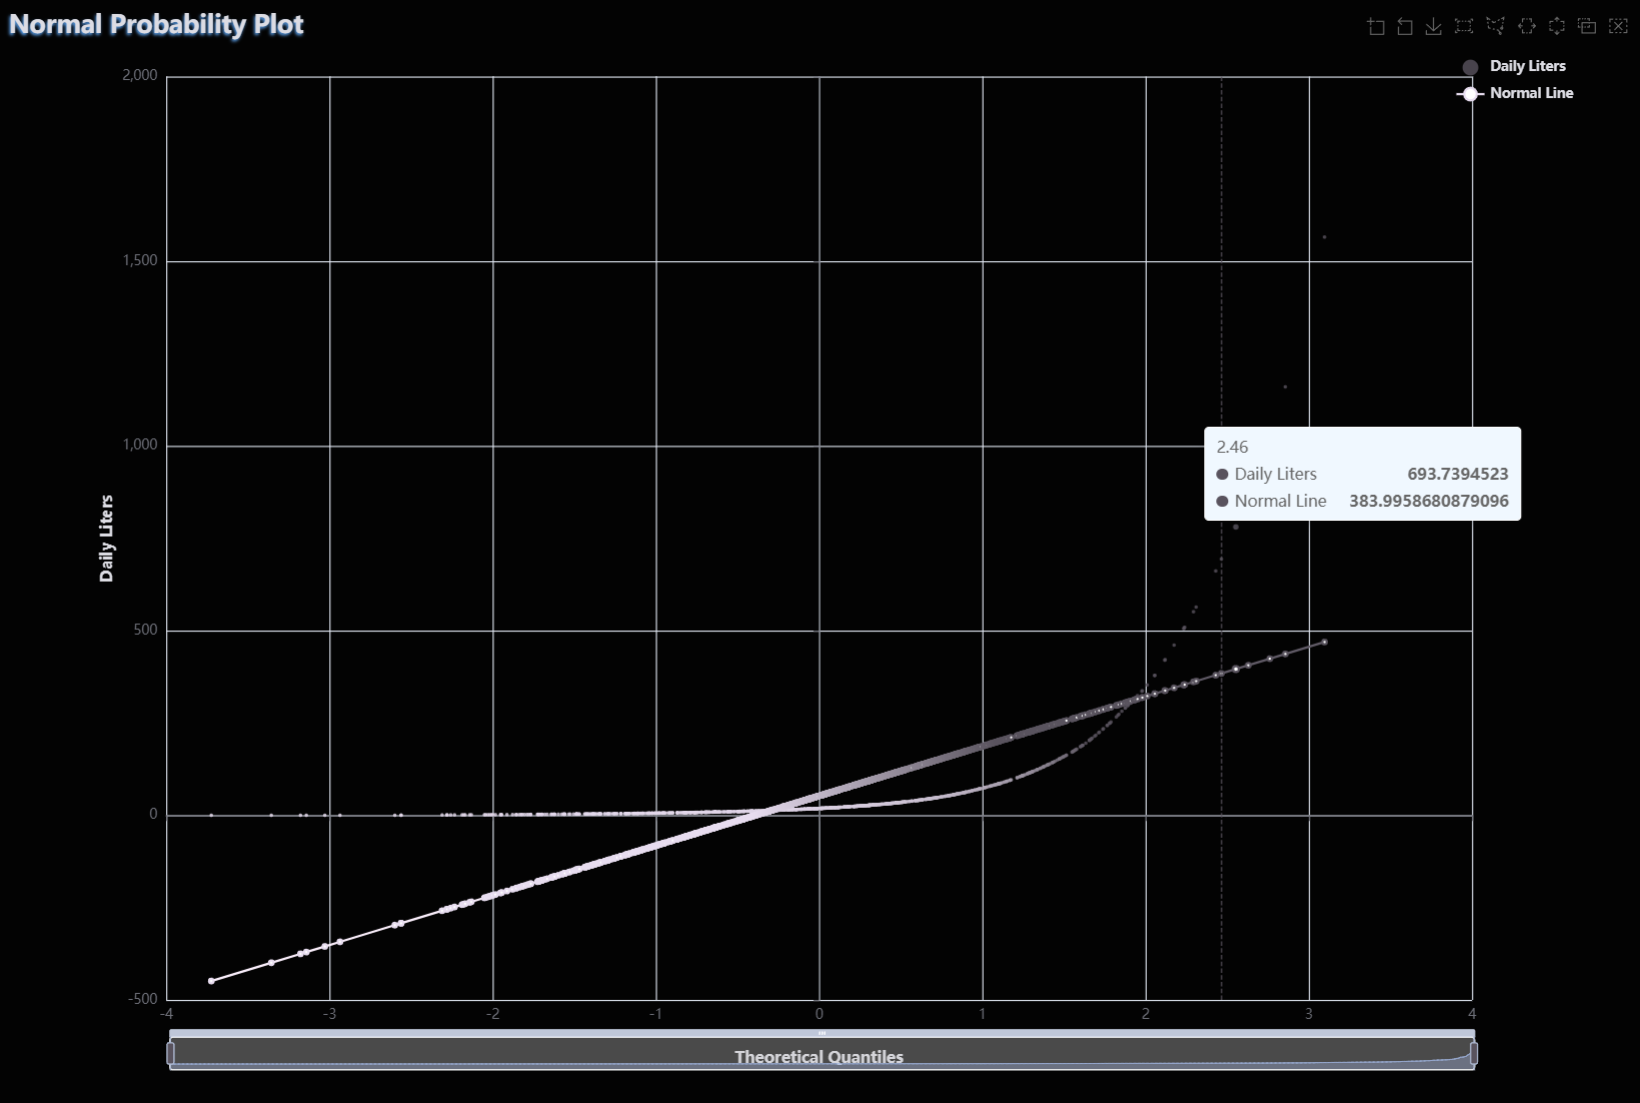 Normal Probability Plot
Daily Liters
Normal Line
2,000
1,500
1,000
500
0
-500
Daily Liters
2.46
Daily Liters 693.7394523
Normal Line 383.9958680879096
-4 -3 -2 -1 0 1 2 3 4
Theoretical Quantiles